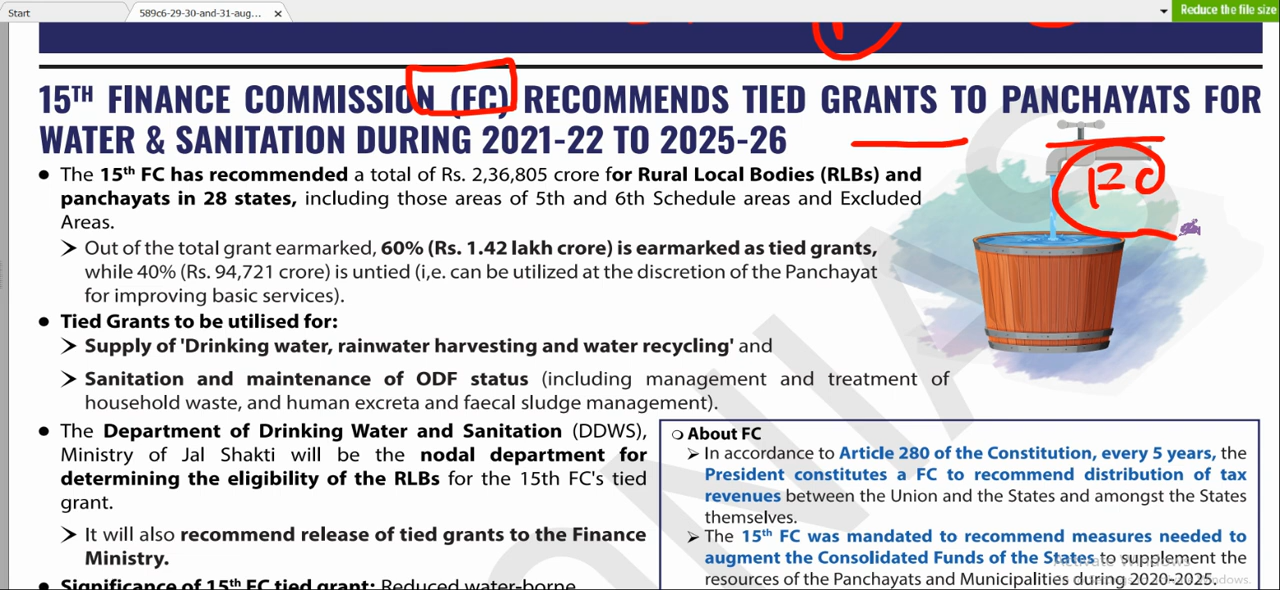 Start
589c6-29-30-and-31-aug...
Reduce the file size
15TH FINANCE COMMISSION (FC) RECOMMENDS TIED GRANTS TO PANCHAYATS FOR
WATER & SANITATION DURING 2021-22 TO 2025-26
● The 15th FC has recommended a total of Rs. 2,36,805 crore for Rural Local Bodies (RLBs) and
panchayats in 28 states, including those areas of 5th and 6th Schedule areas and Excluded
Areas.
➤ Out of the total grant earmarked, 60% (Rs. 1.42 lakh crore) is earmarked as tied grants,
while 40% (Rs. 94,721 crore) is untied (i,e. can be utilized at the discretion of the Panchayat
for improving basic services).
● Tied Grants to be utilised for:
➤ Supply of 'Drinking water, rainwater harvesting and water recycling' and
➤ Sanitation and maintenance of ODF status (including management and treatment of
household waste, and human excreta and faecal sludge management).
● The Department of Drinking Water and Sanitation (DDWS),
Ministry of Jal Shakti will be the nodal department for
determining the eligibility of the RLBs for the 15th FC's tied
grant.
➤ It will also recommend release of tied grants to the Finance
Ministry.
● Significance of 15th FC tied grant: Reduced water-borne
❍ About FC
➤ In accordance to Article 280 of the Constitution, every 5 years, the
President constitutes a FC to recommend distribution of tax
revenues between the Union and the States and amongst the States
themselves.
➤ The 15th FC was mandated to recommend measures needed to
augment the Consolidated Funds of the States to supplement the
resources of the Panchayats and Municipalities during 2020-2025.
Activate Windows